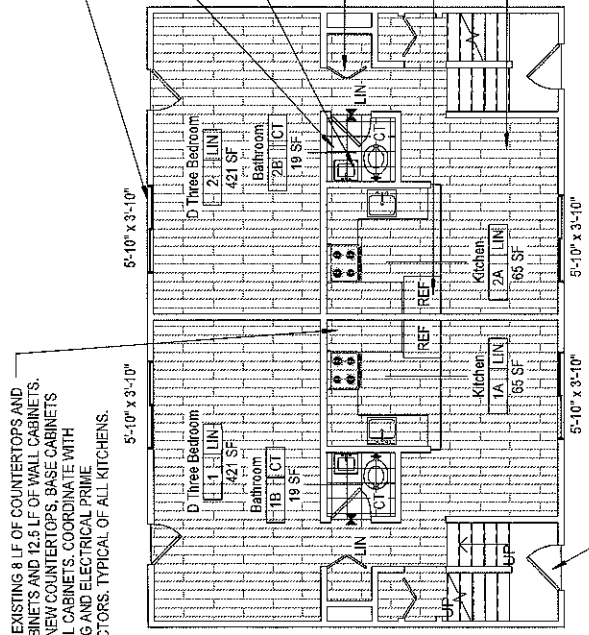 EXISTING 8 LF OF COUNTERTOPS AND
BINETS AND 12.5 LF OF WALL CABINETS.
NEW COUNTERTOPS, BASE CABINETS
L CABINETS. COORDINATE WITH
G AND ELECTRICAL PRIME
CTORS. TYPICAL OF ALL KITCHENS.
5'-10" x 3'-10"
5'-10" x 3'-10"
D Three Bedroom
1 LIN
421 SF
Bathroom
1B CT
19 SF
D Three Bedroom
2 LIN
421 SF
Bathroom
2B CT
19 SF
LIN
CT
CT
LIN
REF
REF
Kitchen
1A LIN
65 SF
Kitchen
2A LIN
65 SF
UP
UP
5'-10" x 3'-10"
5'-10" x 3'-10"